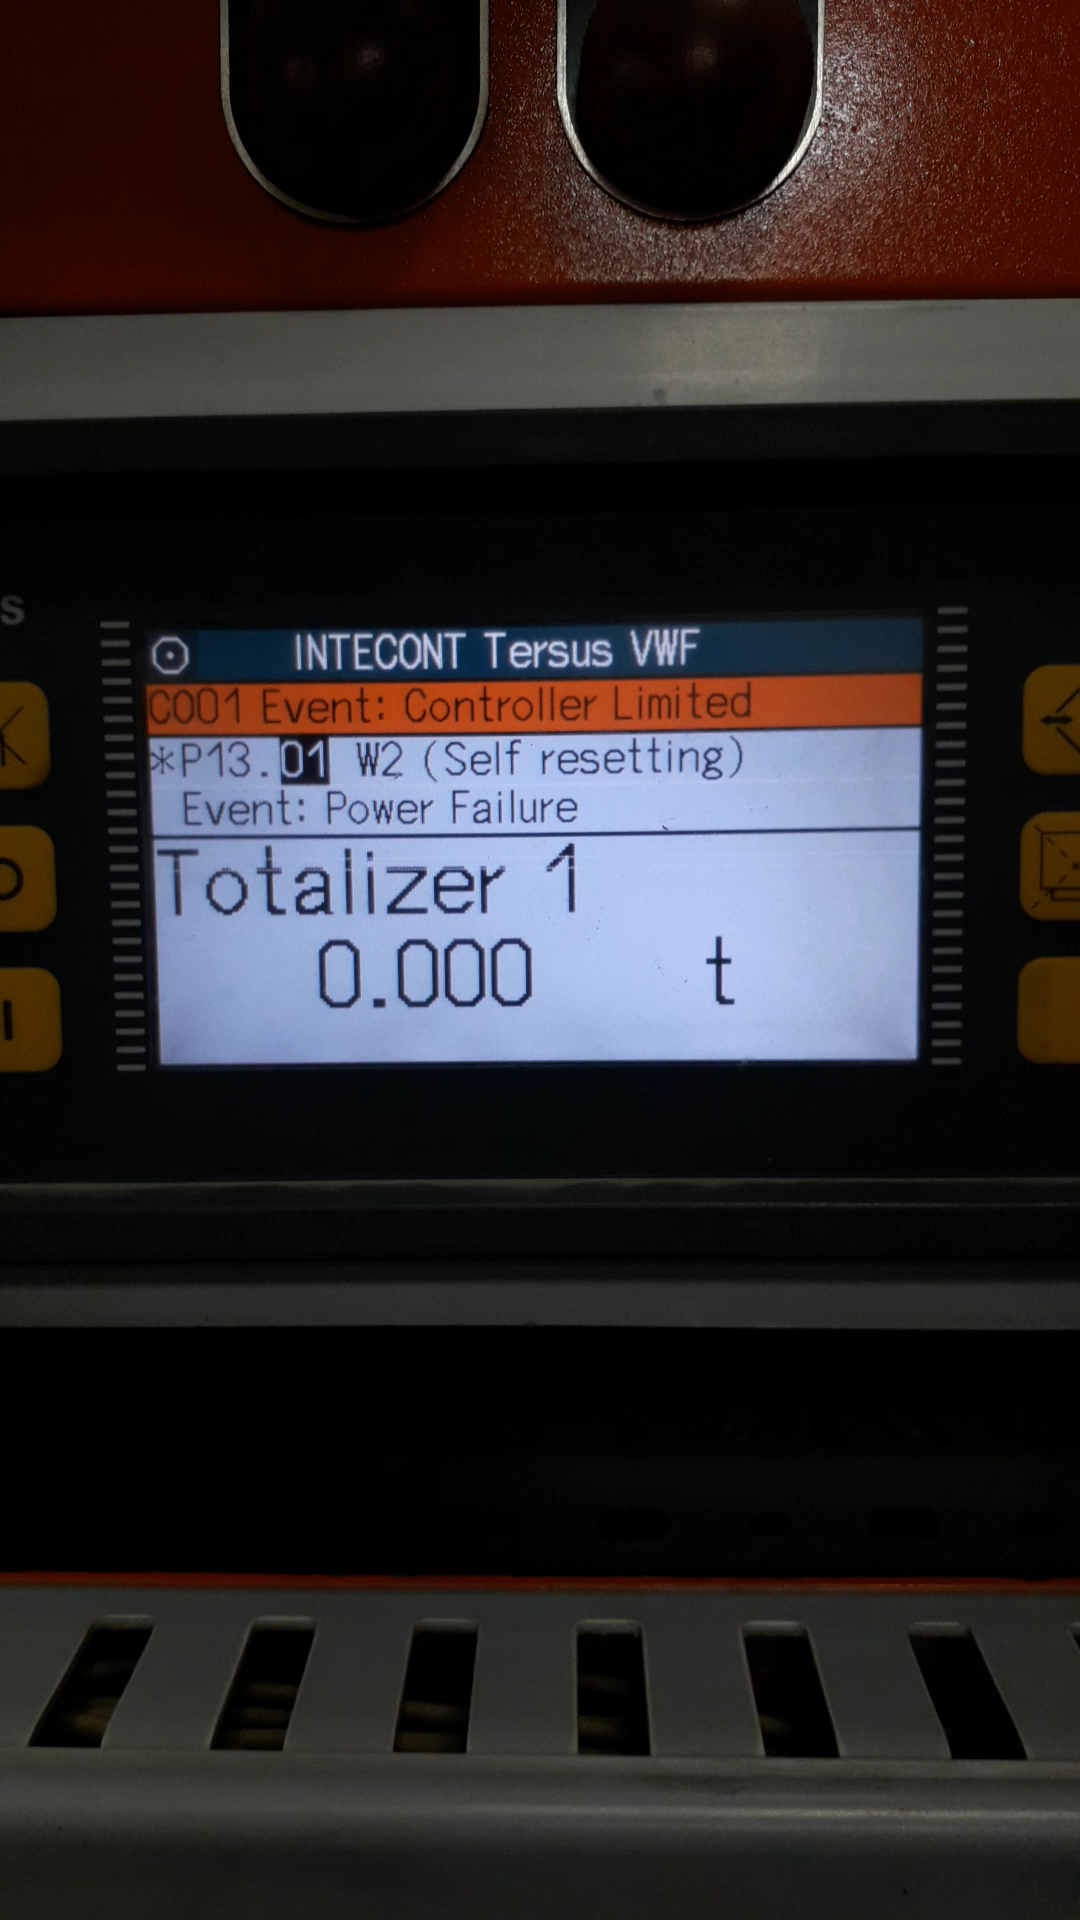 S
INTECONT Tersus VWF
C001 Event: Controller Limited
*P13.01 W2 (Self resetting)
Event: Power Failure
Totalizer 1
0.000 t
O
I